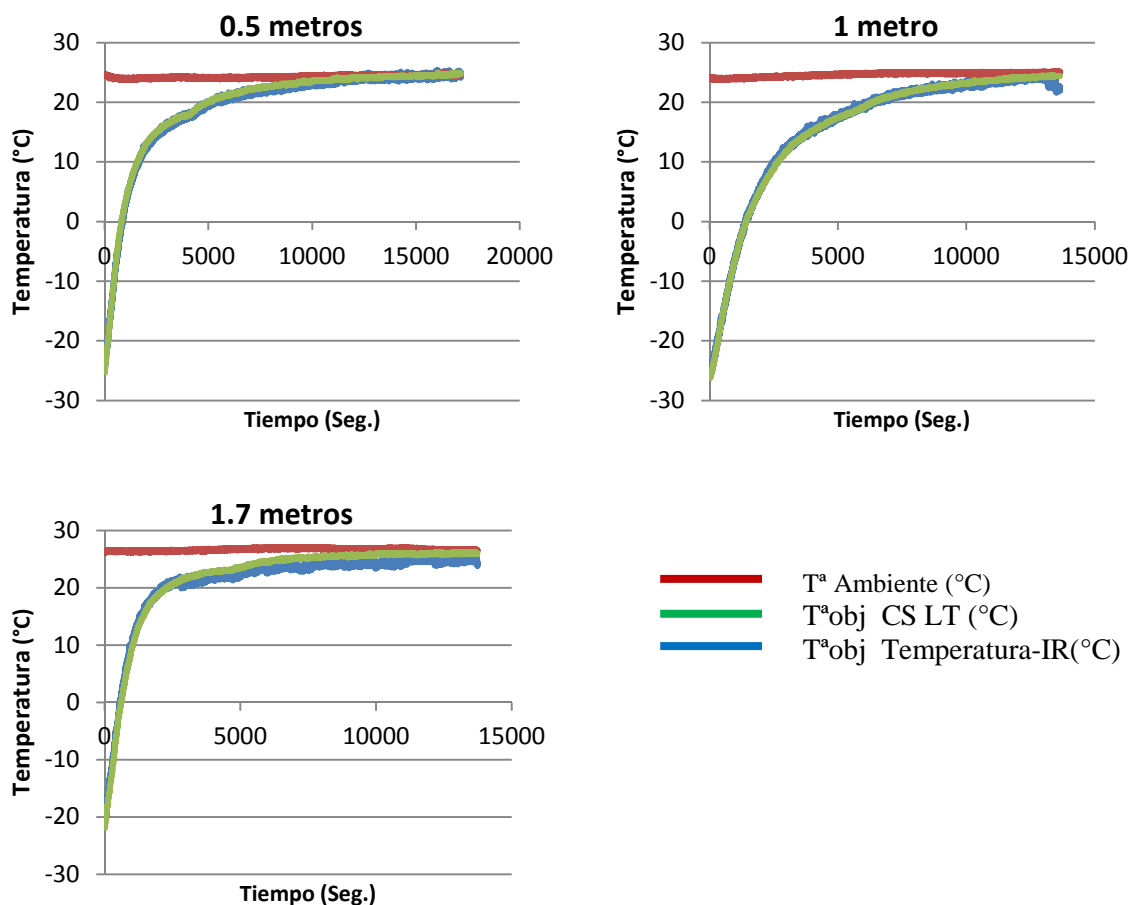 0.5 metros
30
20
10
0
-10
-20
-30
0
5000
10000
15000
20000
Temperatura (°C)
Tiempo (Seg.)
1 metro
30
20
10
0
-10
-20
-30
0
5000
10000
15000
Temperatura (°C)
Tiempo (Seg.)
1.7 metros
30
20
10
0
-10
-20
-30
0
5000
10000
15000
Temperatura (°C)
Tiempo (Seg.)
Tª Ambiente (°C)
Tªobj CS LT (°C)
Tªobj Temperatura-IR(°C)